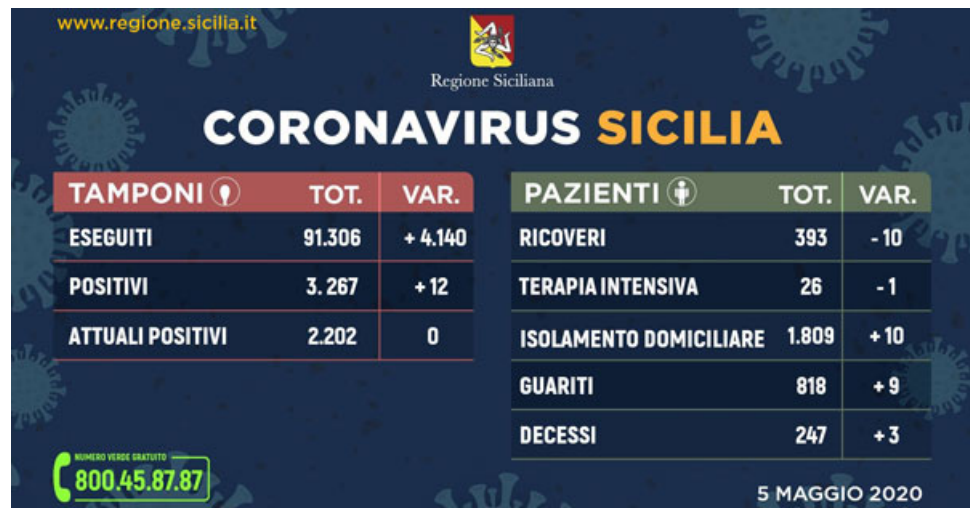 www.regione.sicilia.it
Regione Siciliana
CORONAVIRUS SICILIA
TAMPONI TOT. VAR.
ESEGUITI 91.306 + 4.140
POSITIVI 3. 267 + 12
ATTUALI POSITIVI 2.202 0
PAZIENTI TOT. VAR.
RICOVERI 393 - 10
TERAPIA INTENSIVA 26 - 1
ISOLAMENTO DOMICILIARE 1.809 + 10
GUARITI 818 + 9
DECESSI 247 + 3
NUMERO VERDE GRATUITO
800.45.87.87
5 MAGGIO 2020